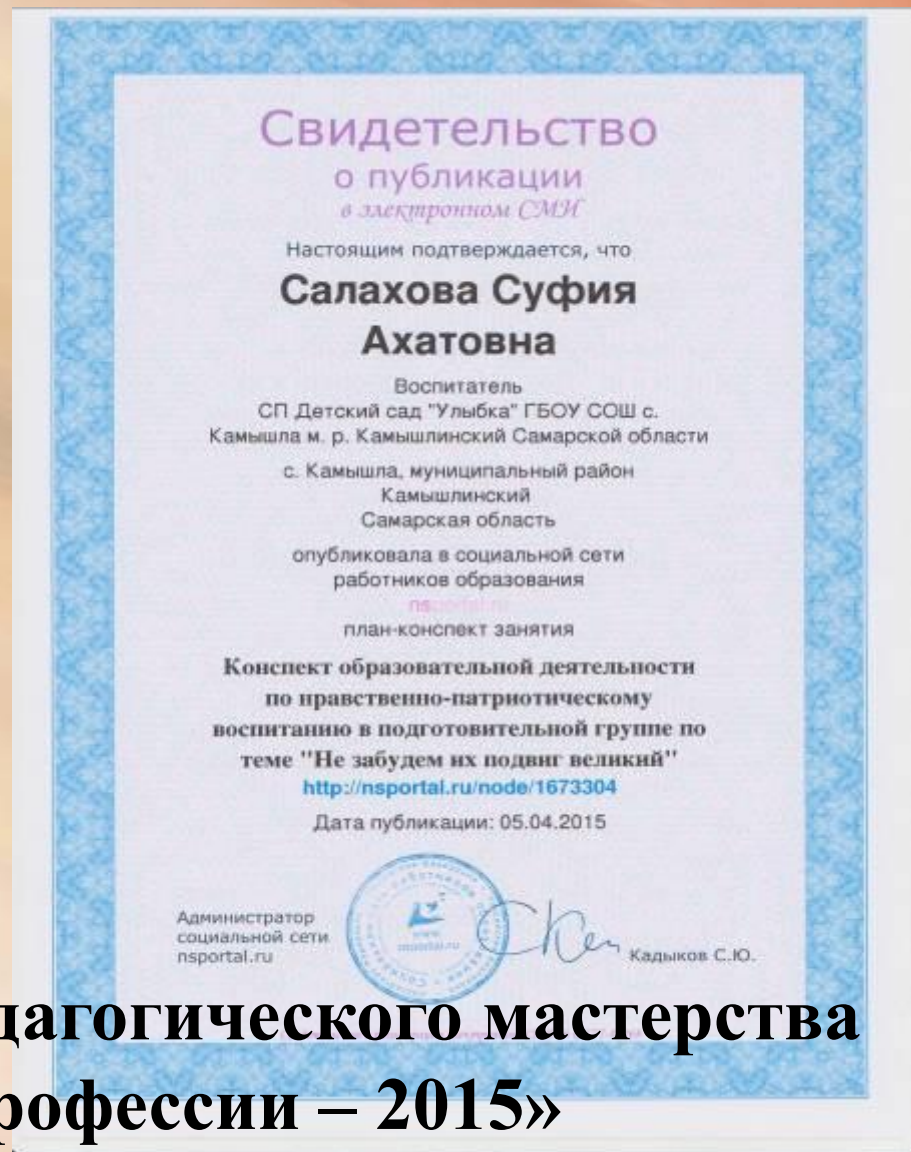 Свидетельство
о публикации
в электронном СМИ
Настоящим подтверждается, что
Салахова Суфия
Ахатовна
Воспитатель
СП Детский сад "Улыбка" ГБОУ СОШ с.
Камышла м. р. Камышлинский Самарской области
с. Камышла, муниципальный район
Камышлинский
Самарская область
опубликовала в социальной сети
работников образования
nsportal.ru
план-конспект занятия
Конспект образовательной деятельности
по нравственно-патриотическому
воспитанию в подготовительной группе по
теме "Не забудем их подвиг великий"
http://nsportal.ru/node/1673304
Дата публикации: 05.04.2015
Администратор
социальной сети
nsportal.ru
Кадыков С.Ю.
дагогического мастерства
рофессии – 2015»